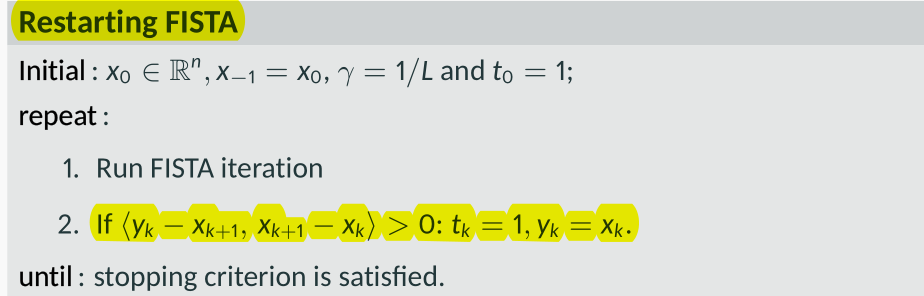 Restarting FISTA
Initial : x₀ ∈ ℝⁿ, x₋₁ = x₀, γ = 1/L and t₀ = 1;
repeat :
1. Run FISTA iteration
2. If ⟨yₖ − xₖ₊₁, xₖ₊₁ − xₖ⟩ > 0: tₖ = 1, yₖ = xₖ.
until : stopping criterion is satisfied.